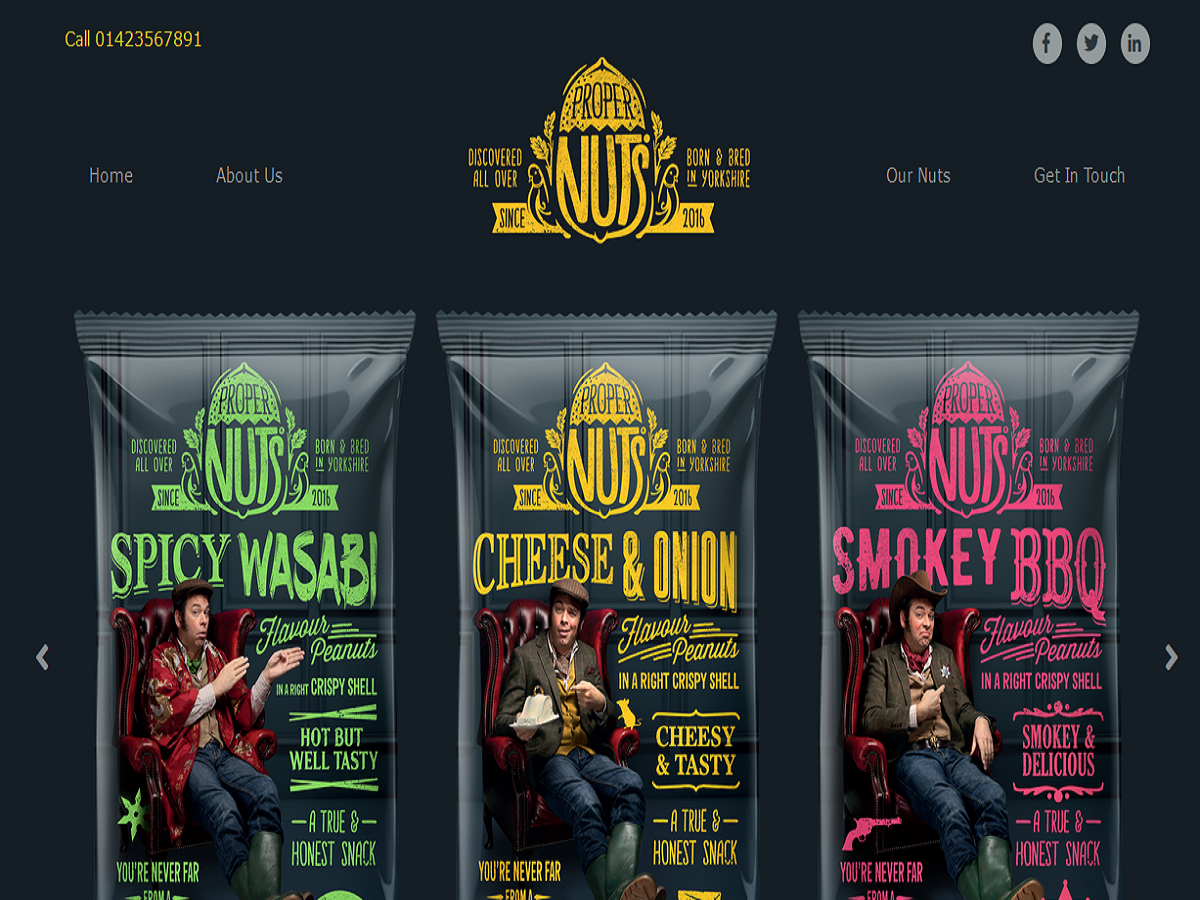 Call 01423567891
Home
About Us
PROPER
NUTS
DISCOVERED
ALL OVER
BORN & BRED
IN YORKSHIRE
SINCE
2016
Our Nuts
Get In Touch
PROPER
NUTS
DISCOVERED
ALL OVER
BORN & BRED
IN YORKSHIRE
SINCE
2016
SPICY WASABI
Flavour
Peanuts
IN A RIGHT CRISPY SHELL
HOT BUT
WELL TASTY
A TRUE &
HONEST SNACK
YOU'RE NEVER FAR
FROM A
PROPER
NUTS
DISCOVERED
ALL OVER
BORN & BRED
IN YORKSHIRE
SINCE
2016
CHEESE & ONION
Flavour
Peanuts
IN A RIGHT CRISPY SHELL
CHEESY
& TASTY
A TRUE &
HONEST SNACK
YOU'RE NEVER FAR
FROM A
PROPER
NUTS
DISCOVERED
ALL OVER
BORN & BRED
IN YORKSHIRE
SINCE
2016
SMOKEY BBQ
Flavour
Peanuts
IN A RIGHT CRISPY SHELL
SMOKEY &
DELICIOUS
A TRUE &
HONEST SNACK
YOU'RE NEVER FAR
FROM A